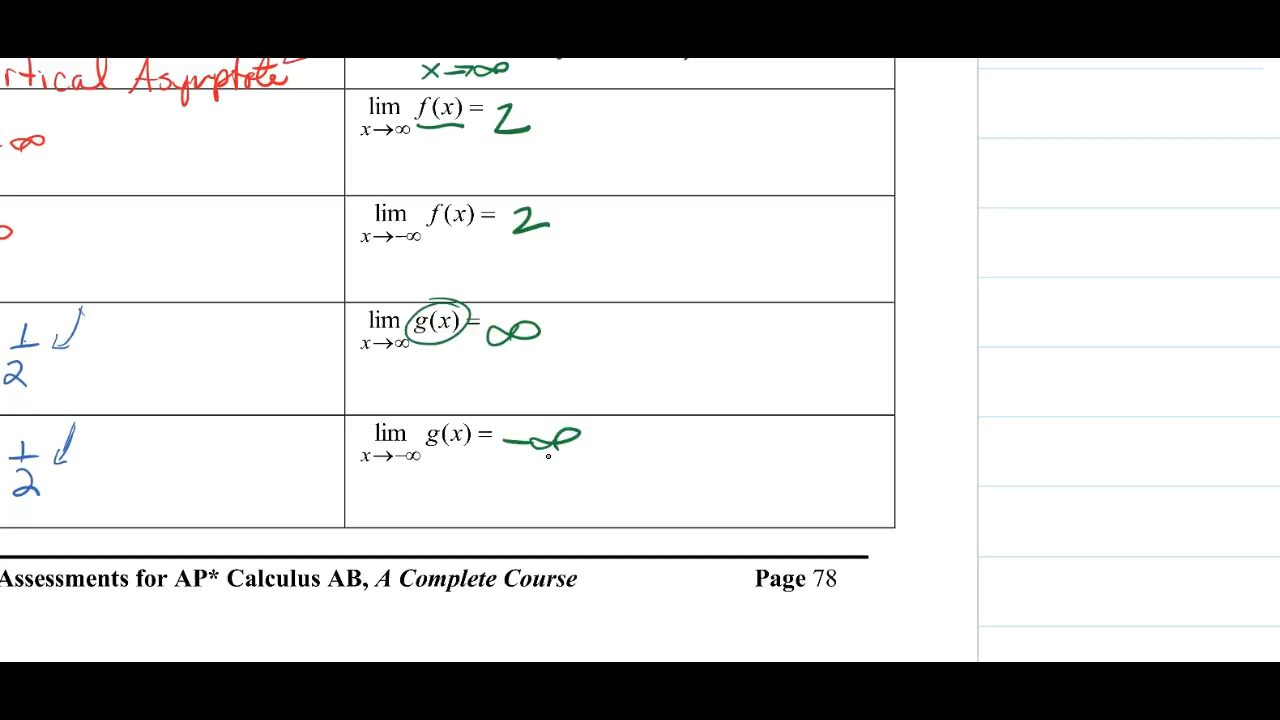 rtical Asymptote
x→∞
lim f(x) = 2
x→∞
-∞
lim f(x) = 2
x→-∞
lim g(x) = ∞
x→∞
1/2
lim g(x) = -∞
x→-∞
1/2
Assessments for AP* Calculus AB, A Complete Course Page 78